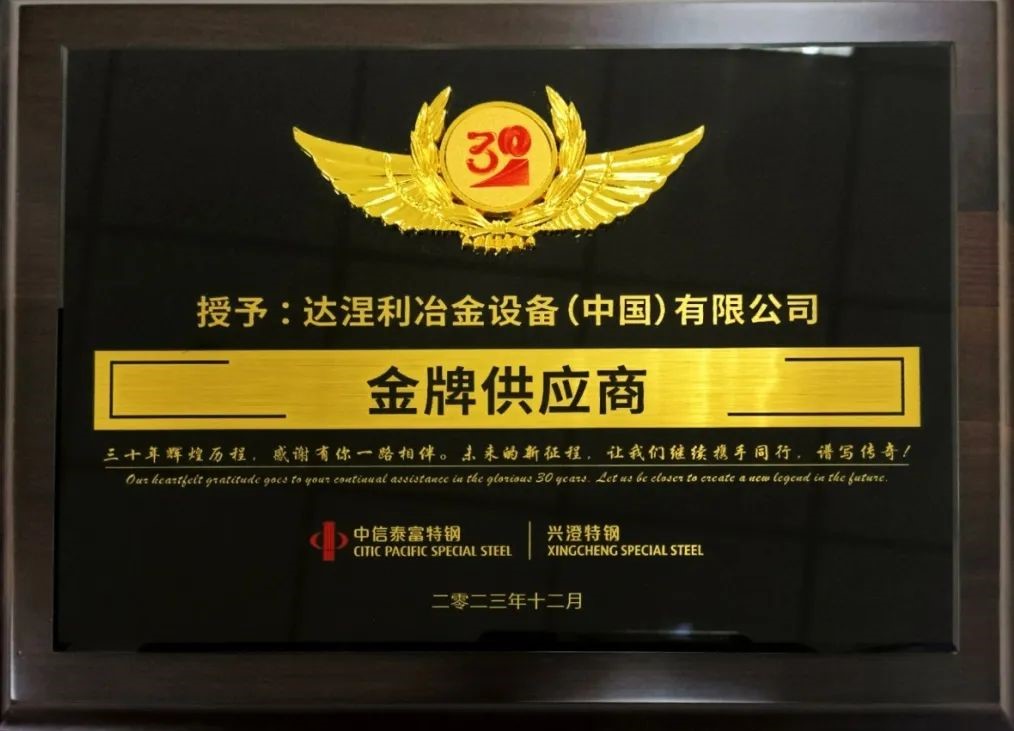 30
授予：达涅利冶金设备（中国）有限公司
金牌供应商
三十年辉煌历程，感谢有你一路相伴。未来的新征程，让我们继续携手同行，谱写传奇！
Our heartfelt gratitude goes to your continual assistance in the glorious 30 years. Let us be closer to create a new legend in the future.
中信泰富特钢
CITIC PACIFIC SPECIAL STEEL
兴澄特钢
XINGCHENG SPECIAL STEEL
二零二三年十二月